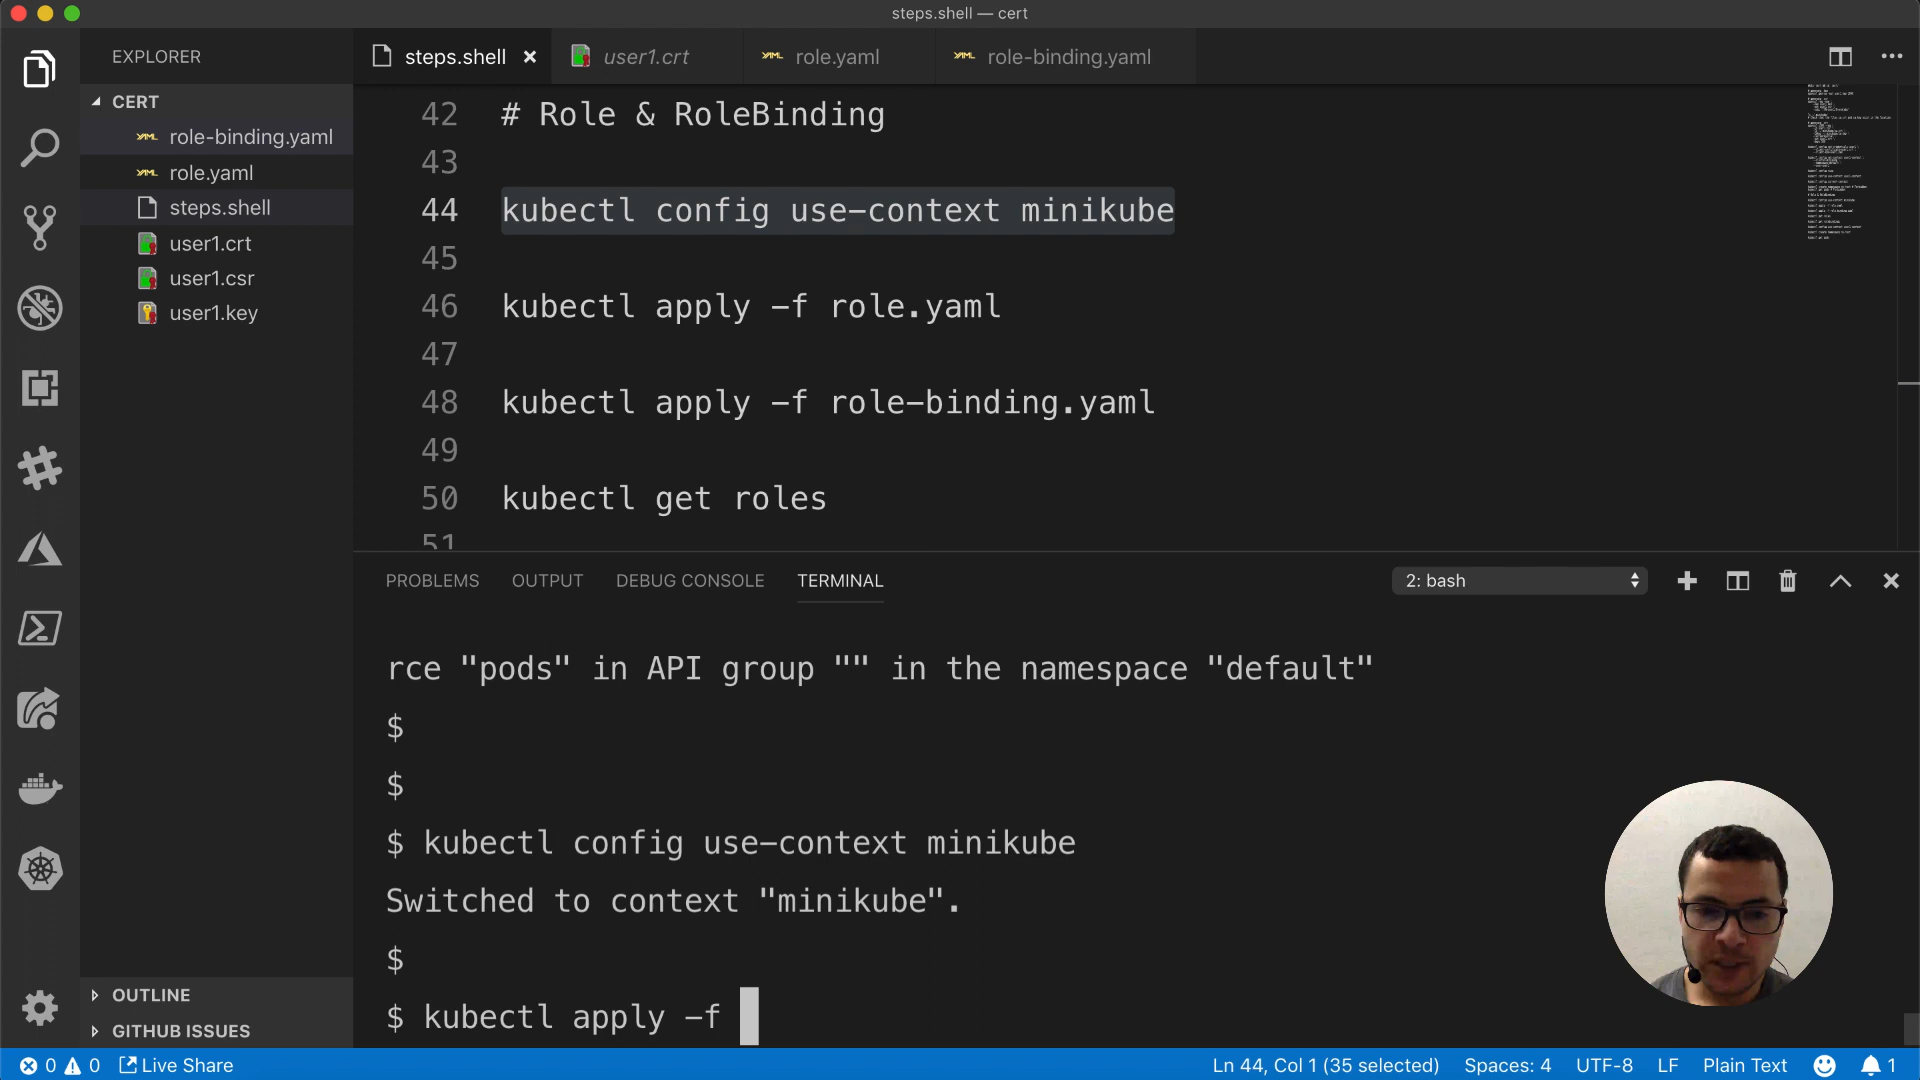 steps.shell — cert
EXPLORER
steps.shell
user1.crt
role.yaml
role-binding.yaml
CERT
role-binding.yaml
role.yaml
steps.shell
user1.crt
user1.csr
user1.key
42 # Role & RoleBinding
43
44 kubectl config use-context minikube
45
46 kubectl apply -f role.yaml
47
48 kubectl apply -f role-binding.yaml
49
50 kubectl get roles
51
PROBLEMS OUTPUT DEBUG CONSOLE TERMINAL
2: bash
rce "pods" in API group "" in the namespace "default"
$
$
$ kubectl config use-context minikube
Switched to context "minikube".
$
$ kubectl apply -f
OUTLINE
GITHUB ISSUES
0 0 Live Share
Ln 44, Col 1 (35 selected) Spaces: 4 UTF-8 LF Plain Text 1